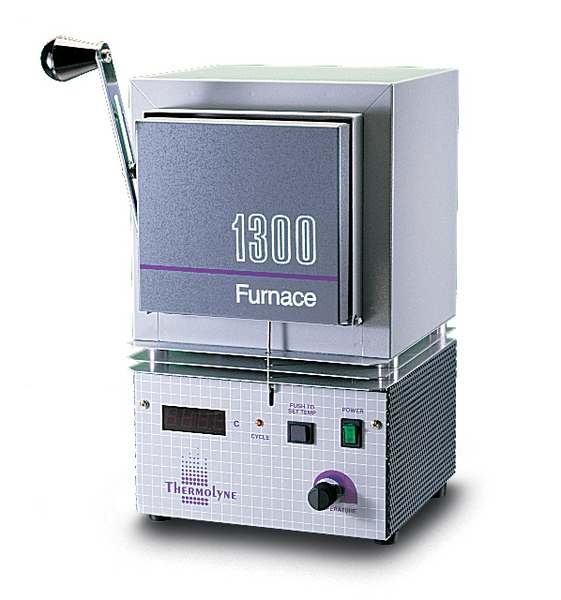 1300
Furnace
PUSH TO
SET TEMP
POWER
C
CYCLE
THERMOLYNE